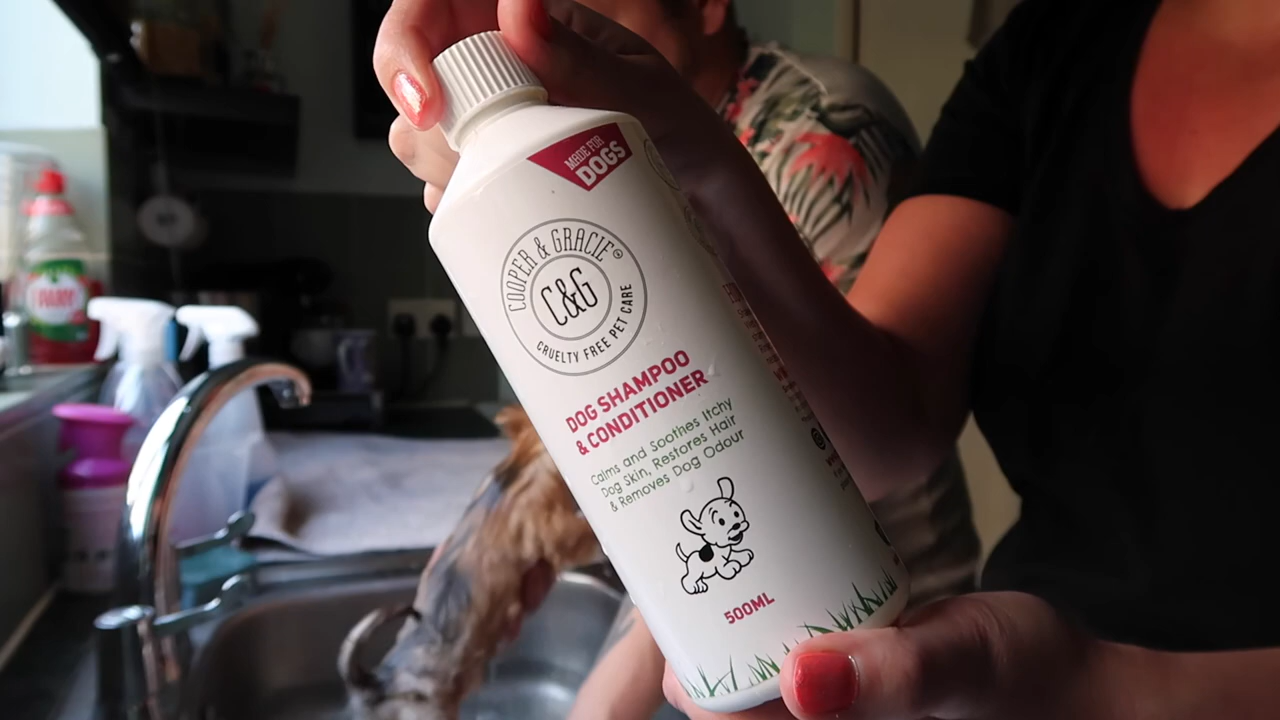 MADE FOR
DOGS
COOPER & GRACIE®
C&G
CRUELTY FREE PET CARE
DOG SHAMPOO
& CONDITIONER
Calms and Soothes Itchy
Dog Skin, Restores Hair
& Removes Dog Odour
500ML
FAIRY